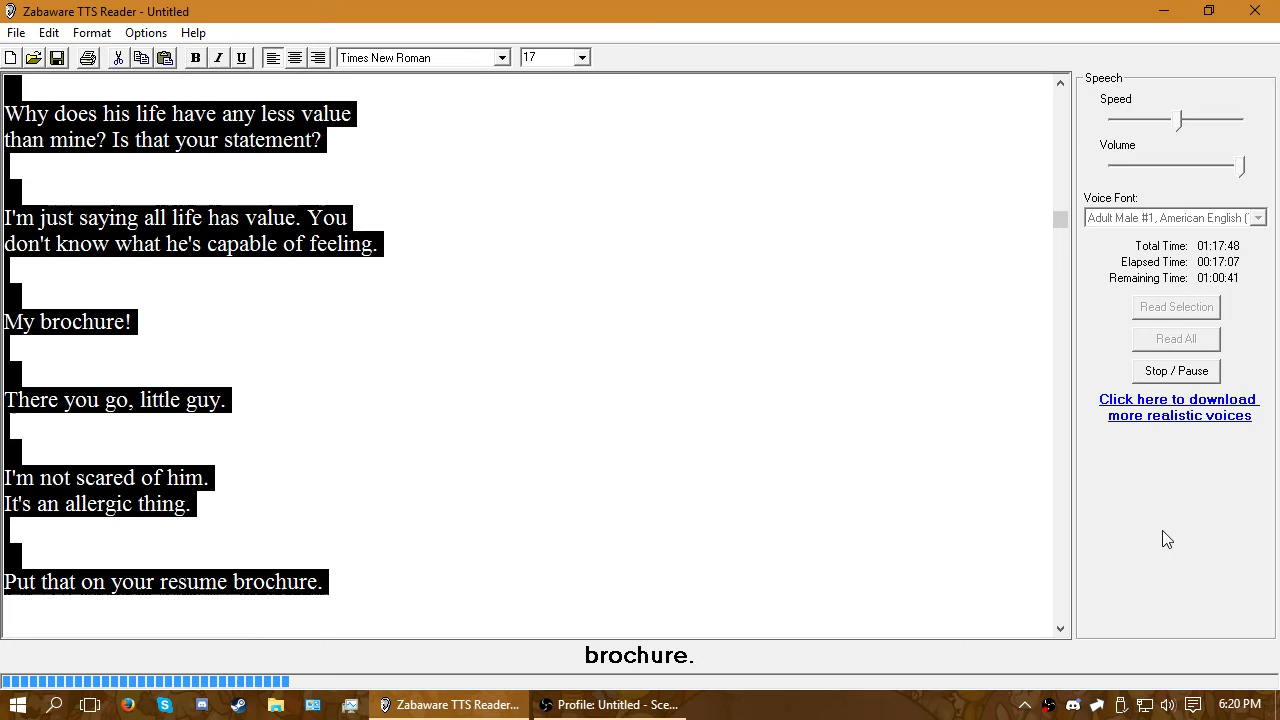 Zabaware TTS Reader - Untitled
File Edit Format Options Help
B I U Times New Roman 17
Why does his life have any less value
than mine? Is that your statement?
I'm just saying all life has value. You
don't know what he's capable of feeling.
My brochure!
There you go, little guy.
I'm not scared of him.
It's an allergic thing.
Put that on your resume brochure.
Speech
Speed
Volume
Voice Font:
Adult Male #1, American English (
Total Time: 01:17:48
Elapsed Time: 00:17:07
Remaining Time: 01:00:41
Read Selection
Read All
Stop / Pause
Click here to download
more realistic voices
brochure.
Zabaware TTS Reader...
Profile: Untitled - Sce...
6:20 PM